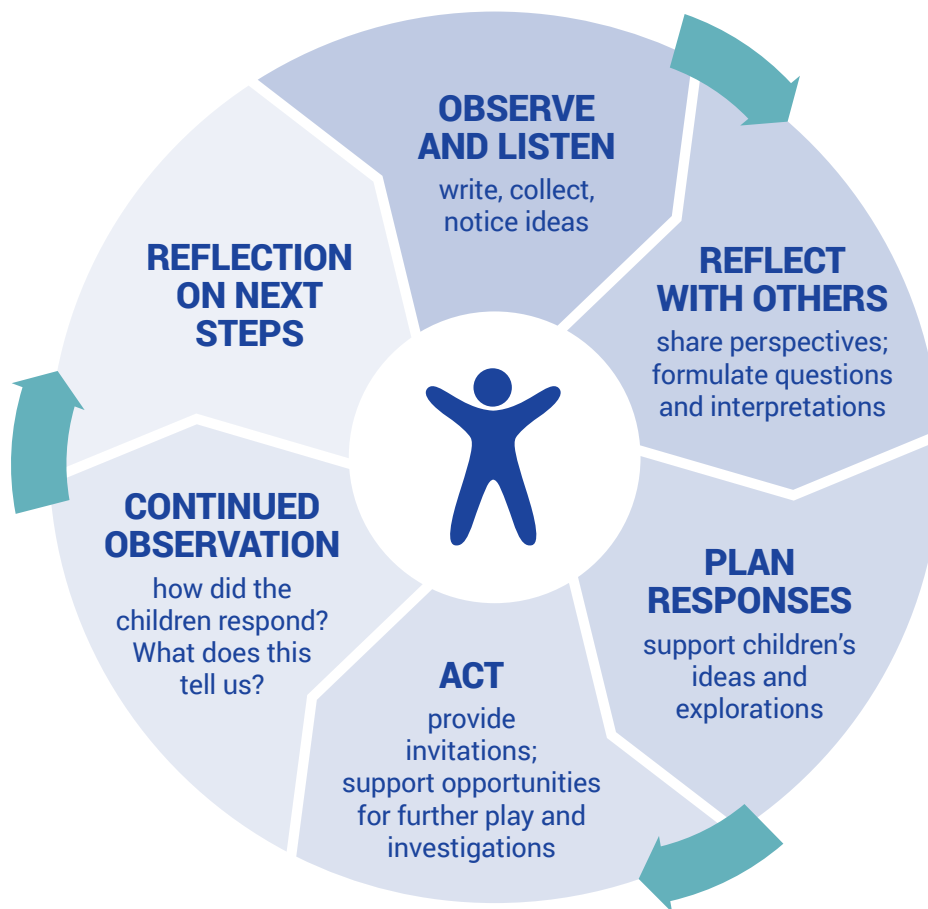 OBSERVE
AND LISTEN
write, collect,
notice ideas
REFLECT
WITH OTHERS
share perspectives;
formulate questions
and interpretations
PLAN
RESPONSES
support children’s
ideas and
explorations
ACT
provide
invitations;
support opportunities
for further play and
investigations
CONTINUED
OBSERVATION
how did the
children respond?
What does this
tell us?
REFLECTION
ON NEXT
STEPS